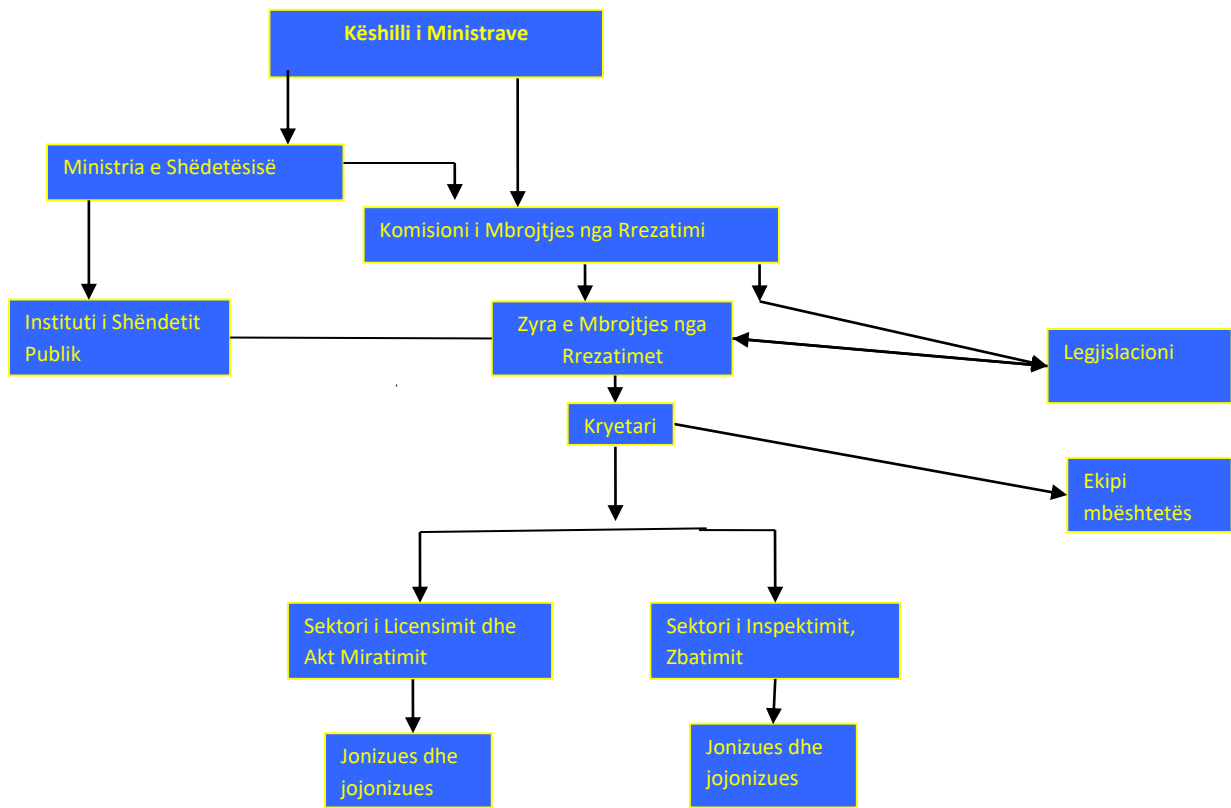 Këshilli i Ministrave
Ministria e Shëdetësisë
Komisioni i Mbrojtjes nga Rrezatimi
Instituti i Shëndetit
Publik
Zyra e Mbrojtjes nga
Rrezatimet
Legjislacioni
Kryetari
Ekipi
mbështetës
Sektori i Licensimit dhe
Akt Miratimit
Sektori i Inspektimit,
Zbatimit
Jonizues dhe
jojonizues
Jonizues dhe
jojonizues